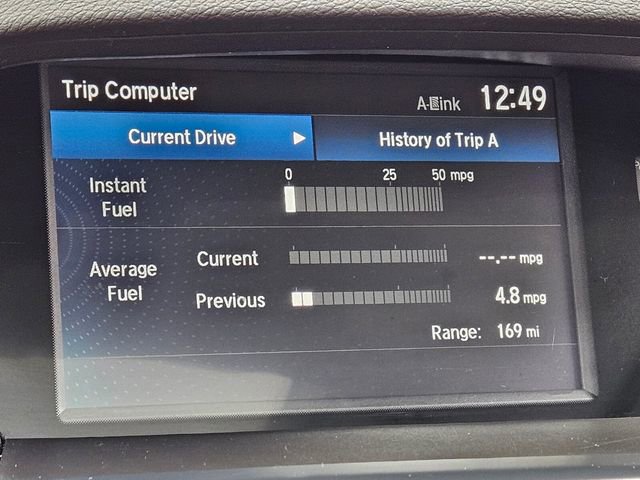 Trip Computer
A-Link 12:49
Current Drive ▶ History of Trip A
0 25 50 mpg
Instant
Fuel
Current --.-- mpg
Average
Fuel
Previous 4.8 mpg
Range: 169 mi